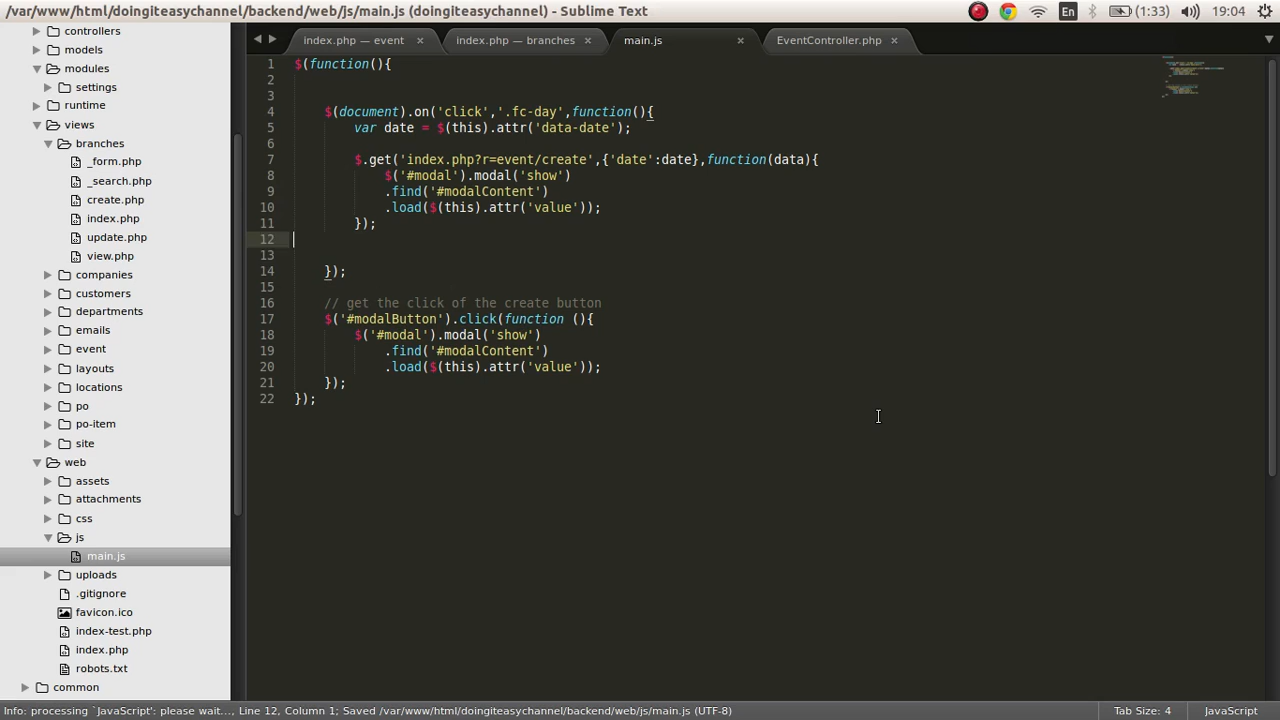 /var/www/html/doingiteasychannel/backend/web/js/main.js (doingiteasychannel) - Sublime Text
En
(1:33)
19:04
controllers
models
modules
settings
runtime
views
branches
_form.php
_search.php
create.php
index.php
update.php
view.php
companies
customers
departments
emails
event
layouts
locations
po
po-item
site
web
assets
attachments
css
js
main.js
uploads
.gitignore
favicon.ico
index-test.php
index.php
robots.txt
common
index.php — event ×
index.php — branches ×
main.js ×
EventController.php ×
1 $(function(){
2
3
4     $(document).on('click','.fc-day',function(){
5         var date = $(this).attr('data-date');
6
7         $.get('index.php?r=event/create',{'date':date},function(data){
8             $('#modal').modal('show')
9             .find('#modalContent')
10             .load($(this).attr('value'));
11         });
12
13
14     });
15
16     // get the click of the create button
17     $('#modalButton').click(function (){
18         $('#modal').modal('show')
19             .find('#modalContent')
20             .load($(this).attr('value'));
21     });
22 });
Info: processing `JavaScript': please wait..., Line 12, Column 1; Saved /var/www/html/doingiteasychannel/backend/web/js/main.js (UTF-8)
Tab Size: 4
JavaScript